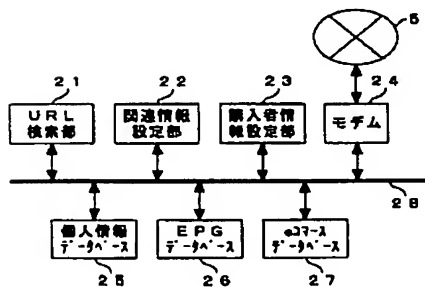 5
21
22
23
24
URL
検索部
関連情報
設定部
購入者情
報設定部
モデム
28
個人情報
データベース
EPG
データベース
eコマース
データベース
25
26
27